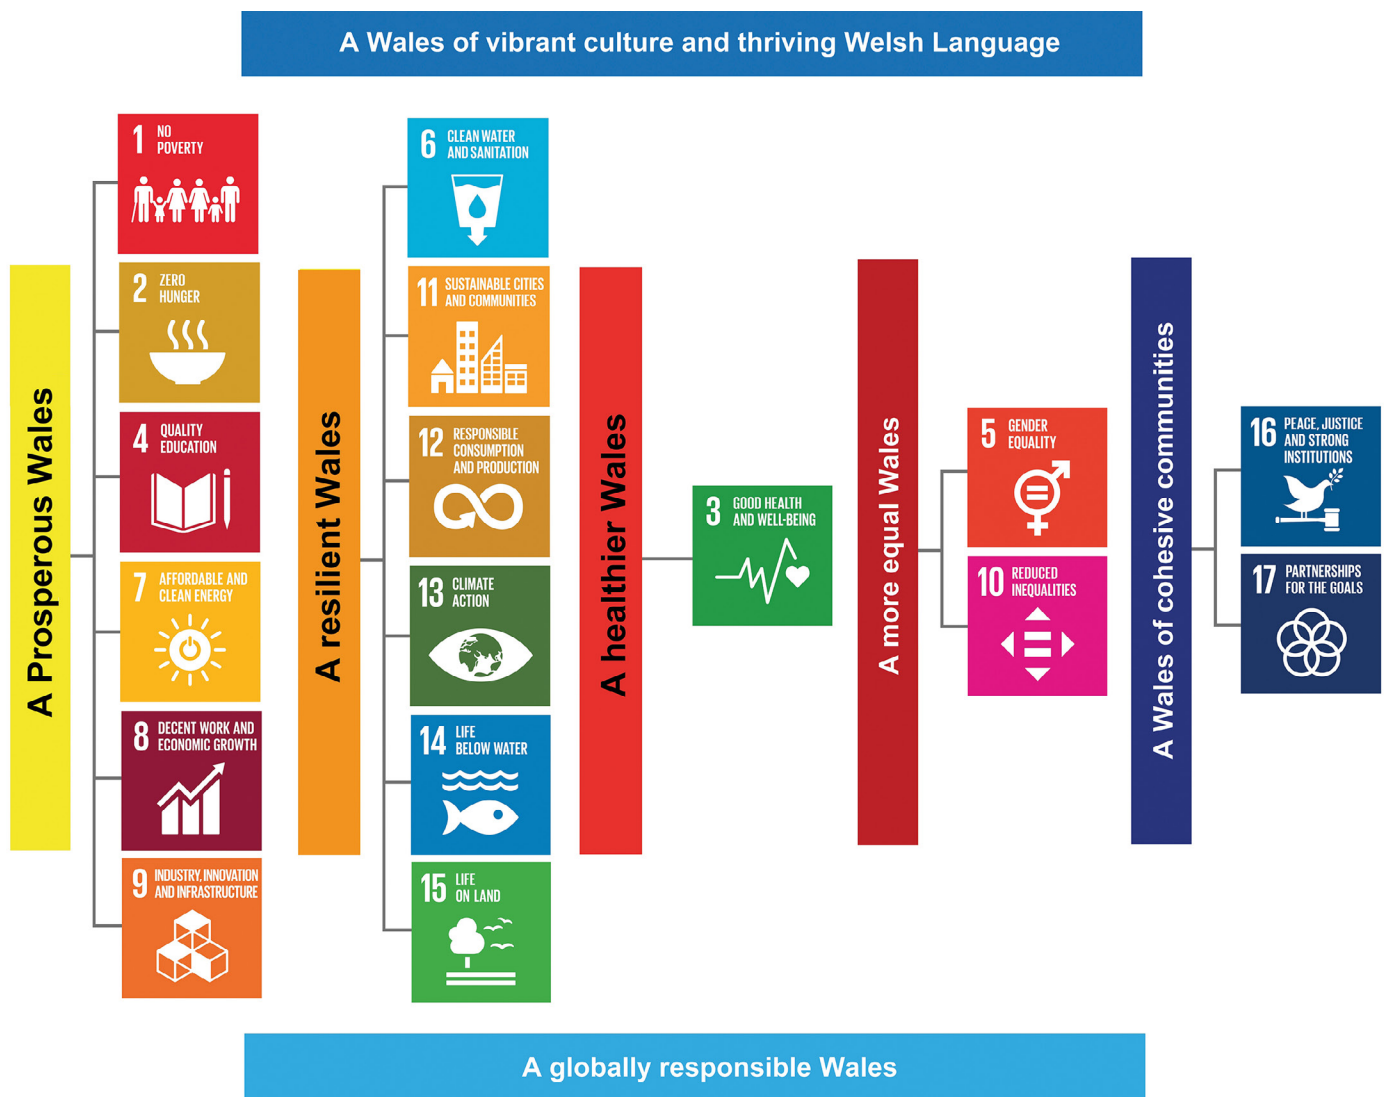 A Wales of vibrant culture and thriving Welsh Language
A Prosperous Wales
1 NO
POVERTY
2 ZERO
HUNGER
4 QUALITY
EDUCATION
7 AFFORDABLE AND
CLEAN ENERGY
8 DECENT WORK AND
ECONOMIC GROWTH
9 INDUSTRY, INNOVATION
AND INFRASTRUCTURE
A resilient Wales
6 CLEAN WATER
AND SANITATION
11 SUSTAINABLE CITIES
AND COMMUNITIES
12 RESPONSIBLE
CONSUMPTION
AND PRODUCTION
13 CLIMATE
ACTION
14 LIFE
BELOW WATER
15 LIFE
ON LAND
A healthier Wales
3 GOOD HEALTH
AND WELL-BEING
A more equal Wales
5 GENDER
EQUALITY
10 REDUCED
INEQUALITIES
A Wales of cohesive communities
16 PEACE, JUSTICE
AND STRONG
INSTITUTIONS
17 PARTNERSHIPS
FOR THE GOALS
A globally responsible Wales